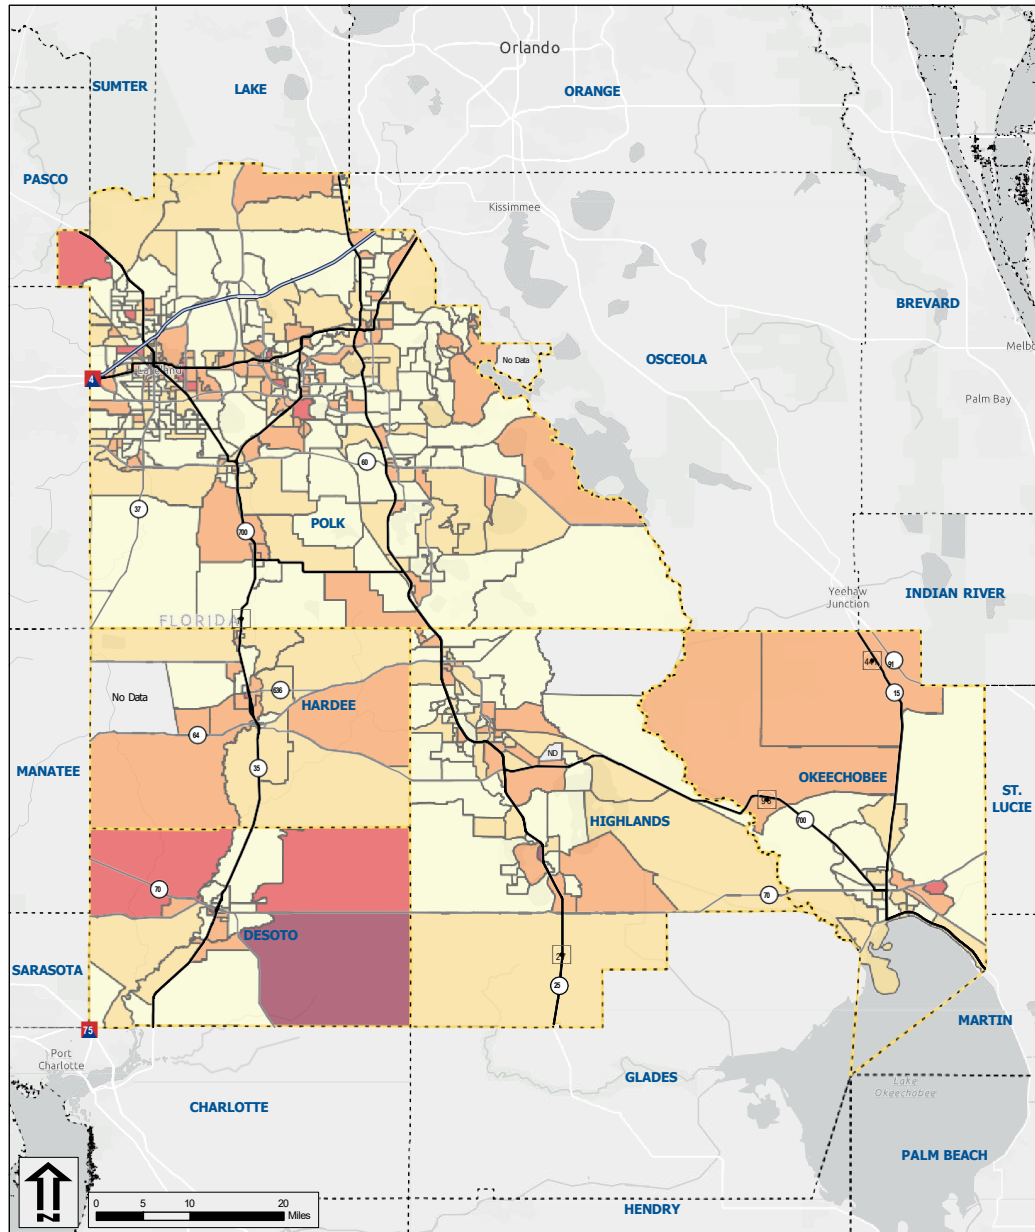 Orlando
SUMTER
LAKE
ORANGE
PASCO
Kissimmee
BREVARD
No Data
OSCEOLA
4
Lakeland
Palm Bay
60
37
POLK
700
INDIAN RIVER
Yeehaw
Junction
FLORIDA
91
15
636
No Data
HARDEE
64
ND
MANATEE
35
OKEECHOBEE
ST.
LUCIE
98
700
HIGHLANDS
70
70
DESOTO
SARASOTA
27
25
75
MARTIN
Port
Charlotte
GLADES
Lake
Okeechobee
CHARLOTTE
PALM BEACH
0 5 10 20
Miles
HENDRY